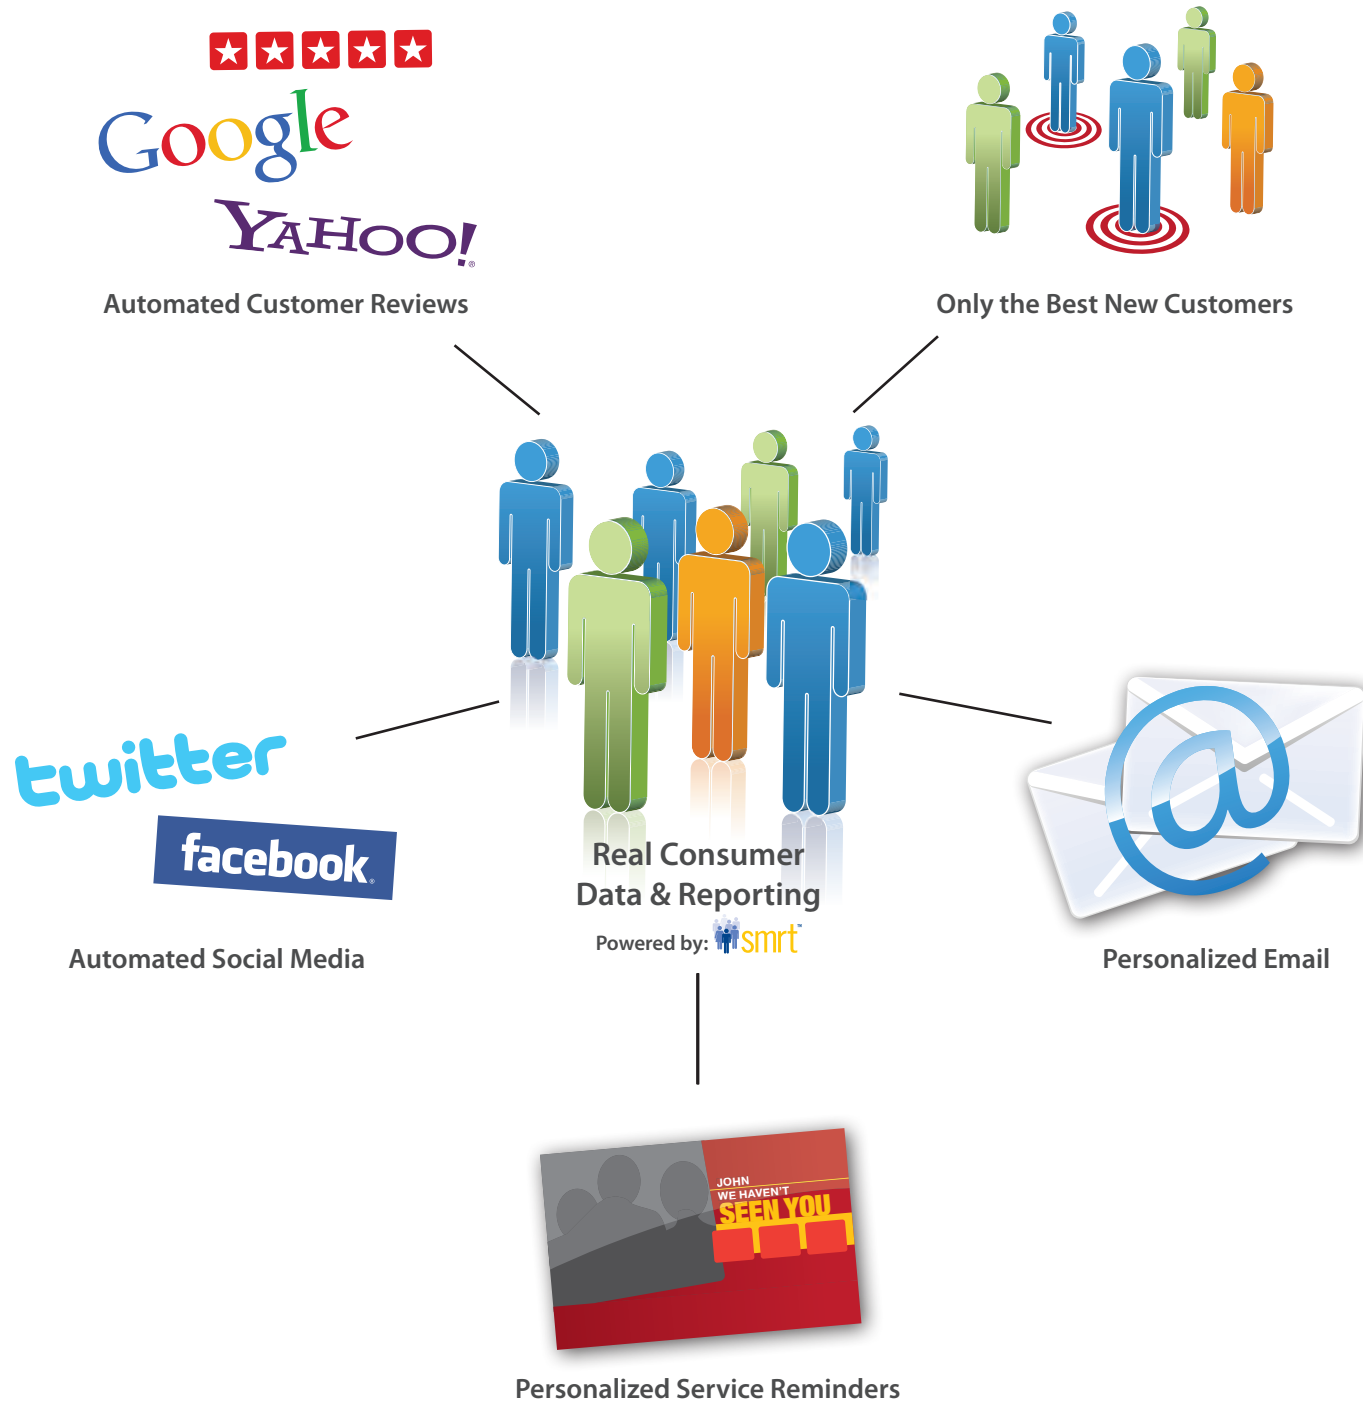 Google
YAHOO!®
Automated Customer Reviews
Only the Best New Customers
twitter
facebook®
Automated Social Media
Real Consumer
Data & Reporting
Powered by: smrt™
@
Personalized Email
JOHN
WE HAVEN'T
SEEN YOU
Personalized Service Reminders